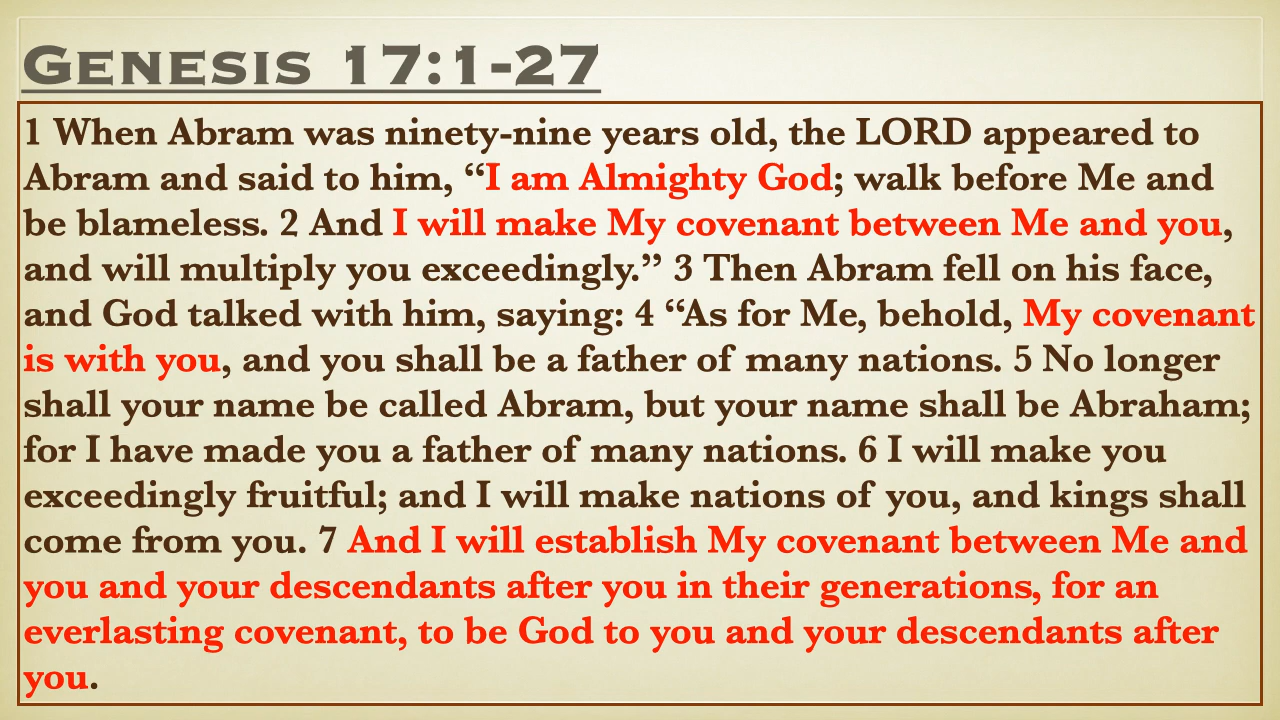 GENESIS 17:1-27
1 When Abram was ninety-nine years old, the LORD appeared to
Abram and said to him, “I am Almighty God; walk before Me and
be blameless. 2 And I will make My covenant between Me and you,
and will multiply you exceedingly.” 3 Then Abram fell on his face,
and God talked with him, saying: 4 “As for Me, behold, My covenant
is with you, and you shall be a father of many nations. 5 No longer
shall your name be called Abram, but your name shall be Abraham;
for I have made you a father of many nations. 6 I will make you
exceedingly fruitful; and I will make nations of you, and kings shall
come from you. 7 And I will establish My covenant between Me and
you and your descendants after you in their generations, for an
everlasting covenant, to be God to you and your descendants after
you.